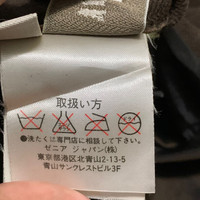 取扱い方
●洗たくは専門店に相談して下さい
ゼニア ジャパン(株)
東京都港区北青山2-13-5
青山サンクレストビル3F